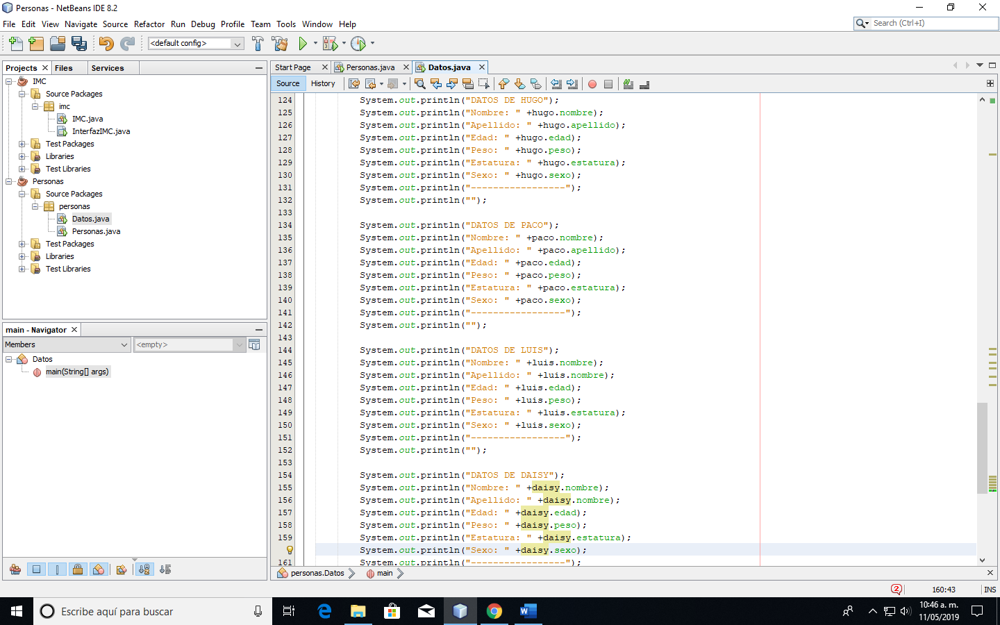 Personas - NetBeans IDE 8.2
File Edit View Navigate Source Refactor Run Debug Profile Team Tools Window Help
Search (Ctrl+I)
<default config>
Projects Files Services
IMC
Source Packages
imc
IMC.java
InterfazIMC.java
Test Packages
Libraries
Test Libraries
Personas
Source Packages
personas
Datos.java
Personas.java
Test Packages
Libraries
Test Libraries
main - Navigator
Members <empty>
Datos
main(String[] args)
Start Page Personas.java Datos.java
Source History
124 System.out.println("DATOS DE HUGO");
125 System.out.println("Nombre: " +hugo.nombre);
126 System.out.println("Apellido: " +hugo.apellido);
127 System.out.println("Edad: " +hugo.edad);
128 System.out.println("Peso: " +hugo.peso);
129 System.out.println("Estatura: " +hugo.estatura);
130 System.out.println("Sexo: " +hugo.sexo);
131 System.out.println("-----------------");
132 System.out.println("");
133
134 System.out.println("DATOS DE PACO");
135 System.out.println("Nombre: " +paco.nombre);
136 System.out.println("Apellido: " +paco.apellido);
137 System.out.println("Edad: " +paco.edad);
138 System.out.println("Peso: " +paco.peso);
139 System.out.println("Estatura: " +paco.estatura);
140 System.out.println("Sexo: " +paco.sexo);
141 System.out.println("-----------------");
142 System.out.println("");
143
144 System.out.println("DATOS DE LUIS");
145 System.out.println("Nombre: " +luis.nombre);
146 System.out.println("Apellido: " +luis.nombre);
147 System.out.println("Edad: " +luis.edad);
148 System.out.println("Peso: " +luis.peso);
149 System.out.println("Estatura: " +luis.estatura);
150 System.out.println("Sexo: " +luis.sexo);
151 System.out.println("-----------------");
152 System.out.println("");
153
154 System.out.println("DATOS DE DAISY");
155 System.out.println("Nombre: " +daisy.nombre);
156 System.out.println("Apellido: " +daisy.nombre);
157 System.out.println("Edad: " +daisy.edad);
158 System.out.println("Peso: " +daisy.peso);
159 System.out.println("Estatura: " +daisy.estatura);
System.out.println("Sexo: " +daisy.sexo);
161 System.out.println("-----------------");
personas.Datos main
2 160:43 INS
Escribe aquí para buscar
10:46 a. m.
11/05/2019